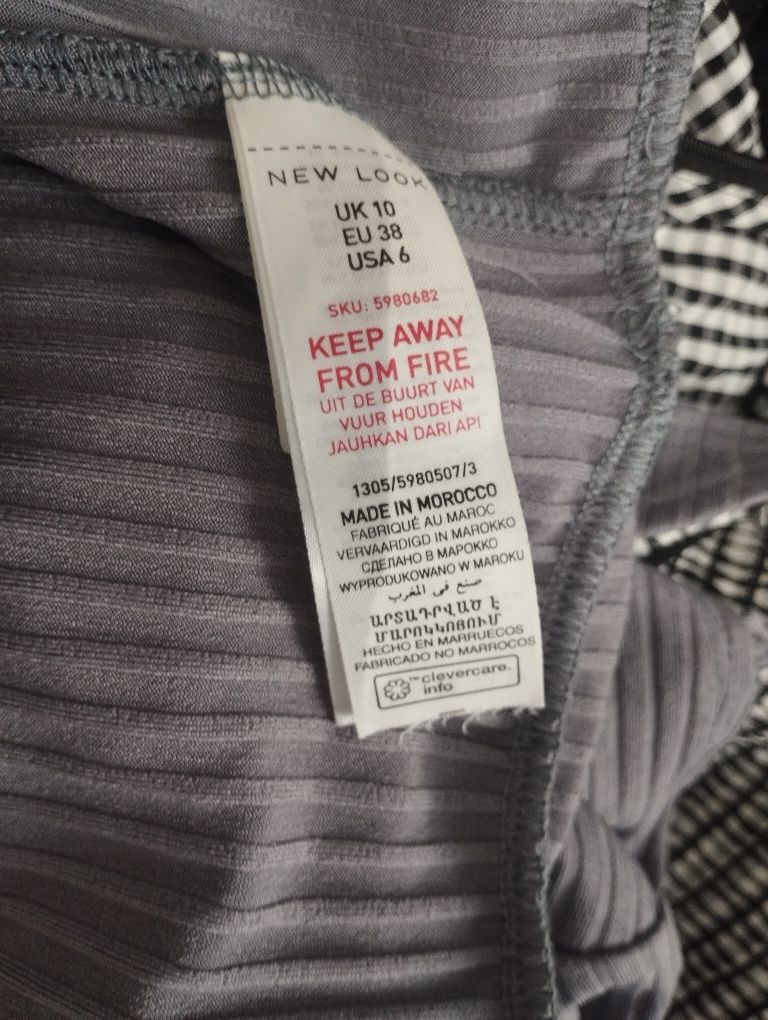 NEW LOOK
UK 10
EU 38
USA 6
SKU: 5980682
KEEP AWAY
FROM FIRE
UIT DE BUURT VAN
VUUR HOUDEN
JAUHKAN DARI API
1305/5980507/3
MADE IN MOROCCO
FABRIQUÉ AU MAROC
VERVAARDIGD IN MAROKKO
СДЕЛАНО В МАРОККО
WYPRODUKOWANO W MAROKU
صنع في المغرب
ԱՐՏԱԴՐՎԱԾ Է
ՄԱՐՈԿԿՈՅՈՒՄ
HECHO EN MARRUECOS
FABRICADO NO MARROCOS
™clevercare.
info